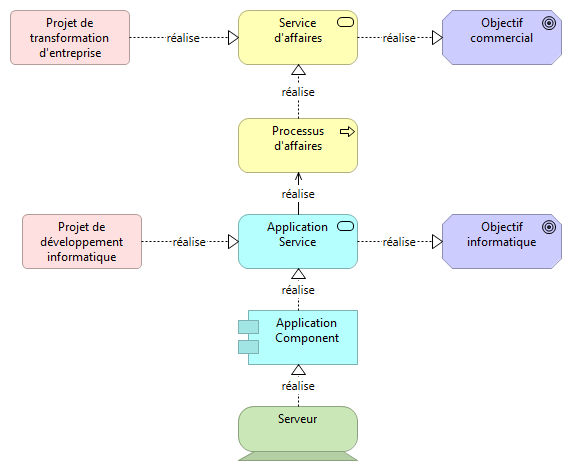 Projet de
transformation
d'entreprise
réalise
Service
d'affaires
réalise
Objectif
commercial
réalise
Processus
d'affaires
réalise
Projet de
développement
informatique
réalise
Application
Service
réalise
Objectif
informatique
réalise
Application
Component
réalise
Serveur